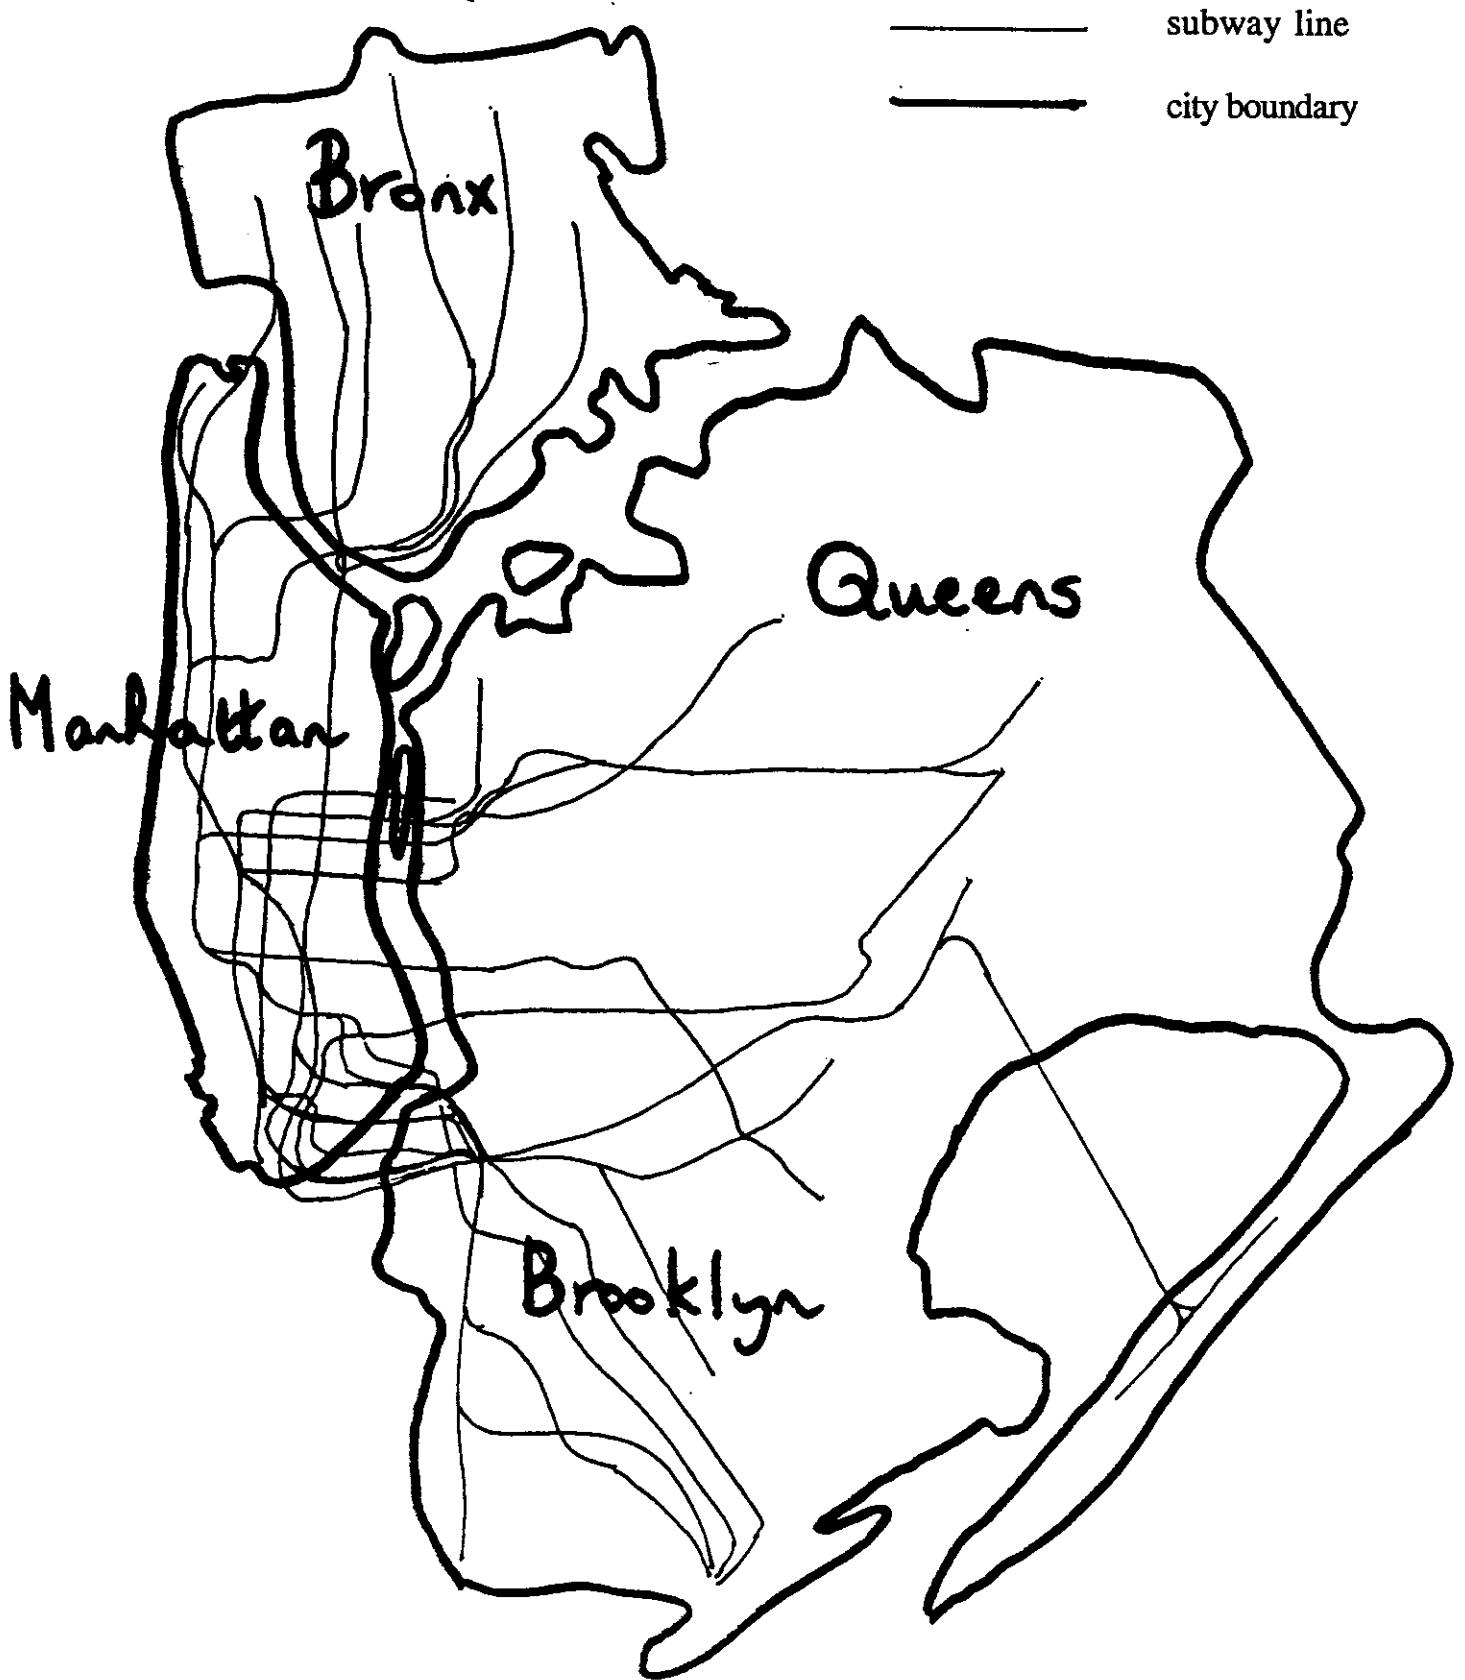 subway line
city boundary
Bronx
Queens
Manhattan
Brooklyn